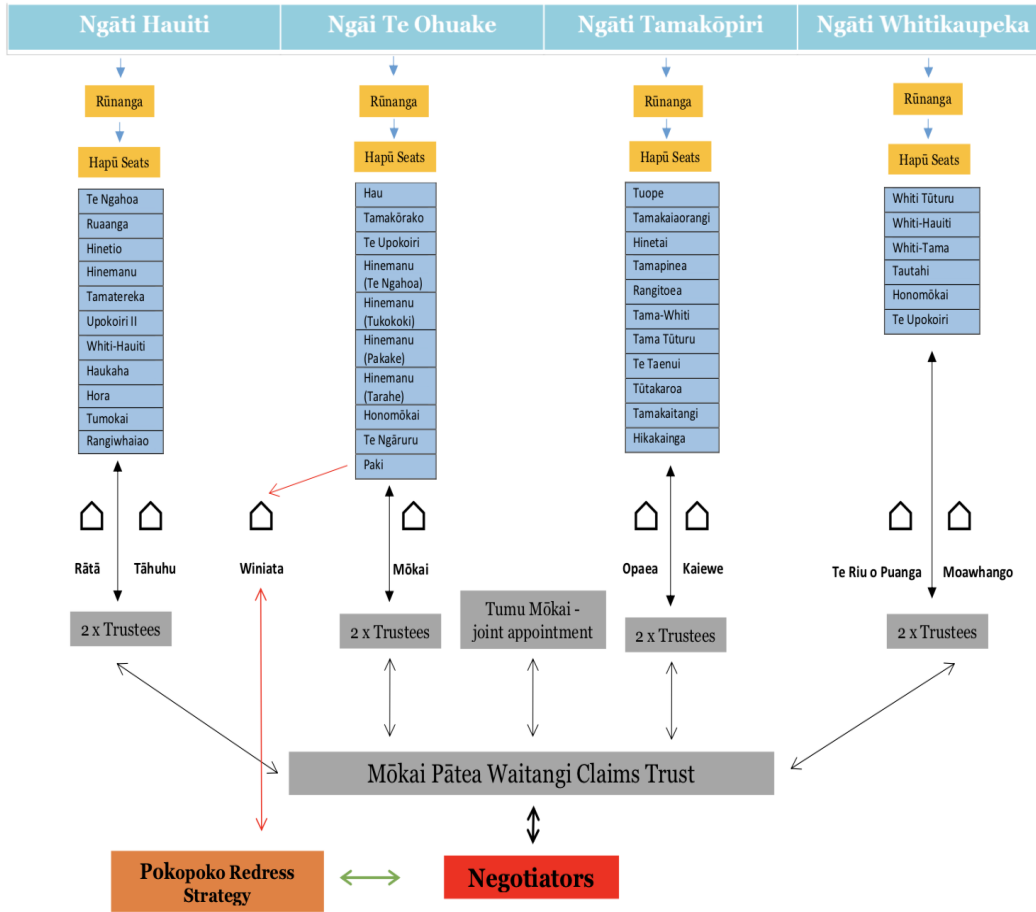 Ngāti Hauiti
Ngāi Te Ohuake
Ngāti Tamakōpiri
Ngāti Whitikaupeka
Rūnanga
Rūnanga
Rūnanga
Rūnanga
Hapū Seats
Hapū Seats
Hapū Seats
Hapū Seats
Te Ngahoa
Ruaanga
Hinetio
Hinemanu
Tamatereka
Upokoiri II
Whiti-Hauiti
Haukaha
Hora
Tumokai
Rangiwhaiao
Hau
Tamakōrako
Te Upokoiri
Hinemanu
(Te Ngahoa)
Hinemanu
(Tukokoki)
Hinemanu
(Pakake)
Hinemanu
(Tarahe)
Honomōkai
Te Ngāruru
Paki
Tuope
Tamakaiaorangi
Hinetai
Tamapinea
Rangitoea
Tama-Whiti
Tama Tūturu
Te Taenui
Tūtakaroa
Tamakaitangi
Hikakainga
Whiti Tūturu
Whiti-Hauiti
Whiti-Tama
Tautahi
Honomōkai
Te Upokoiri
Rātā
Tāhuhu
Winiata
Mōkai
Opaea
Kaiewe
Te Riu o Puanga
Moawhango
2 x Trustees
2 x Trustees
Tumu Mōkai -
joint appointment
2 x Trustees
2 x Trustees
Mōkai Pātea Waitangi Claims Trust
Pokopoko Redress
Strategy
Negotiators